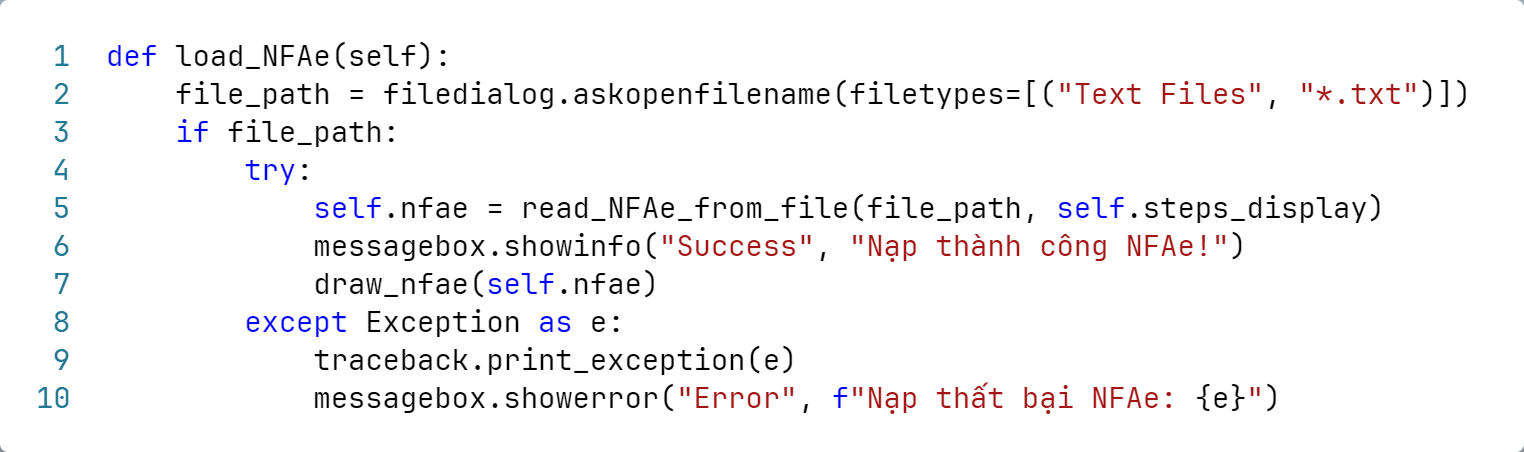 1 def load_NFAe(self):
2     file_path = filedialog.askopenfilename(filetypes=[("Text Files", "*.txt")])
3     if file_path:
4         try:
5             self.nfae = read_NFAe_from_file(file_path, self.steps_display)
6             messagebox.showinfo("Success", "Nạp thành công NFAe!")
7             draw_nfae(self.nfae)
8         except Exception as e:
9             traceback.print_exception(e)
10             messagebox.showerror("Error", f"Nạp thất bại NFAe: {e}")